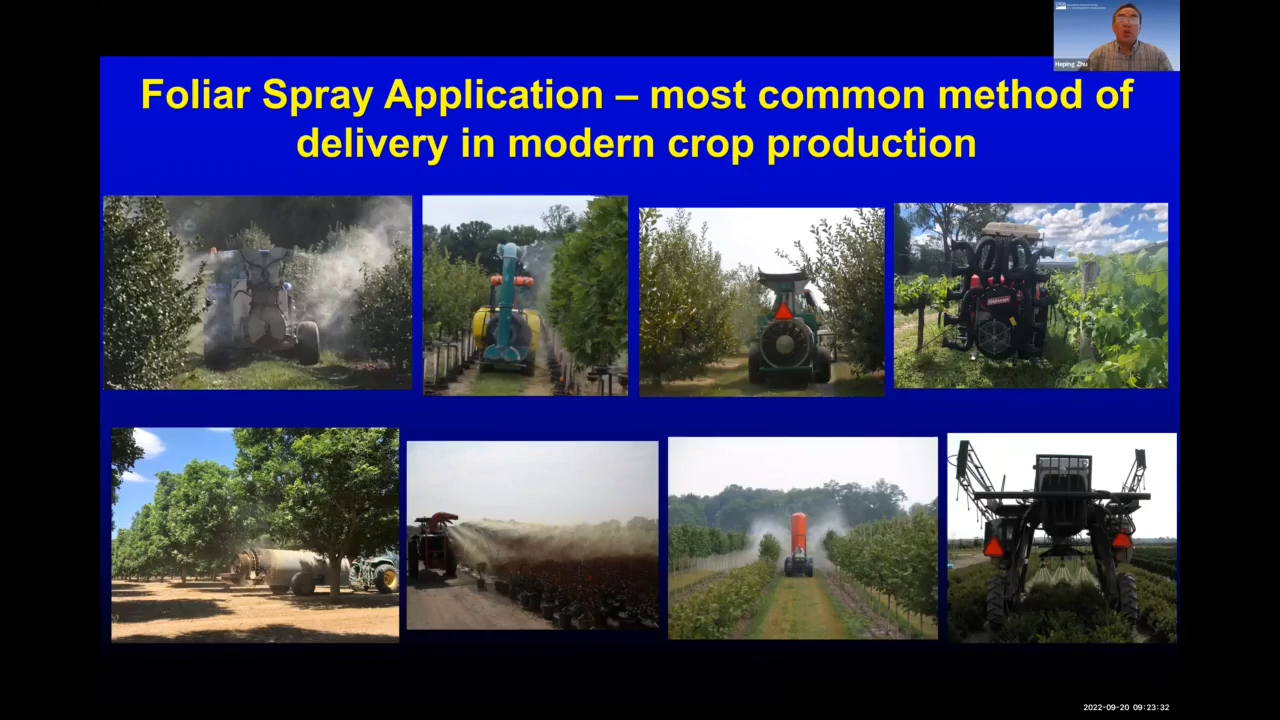 Heping Zhu
Foliar Spray Application – most common method of
delivery in modern crop production
2022-09-20 09:23:32